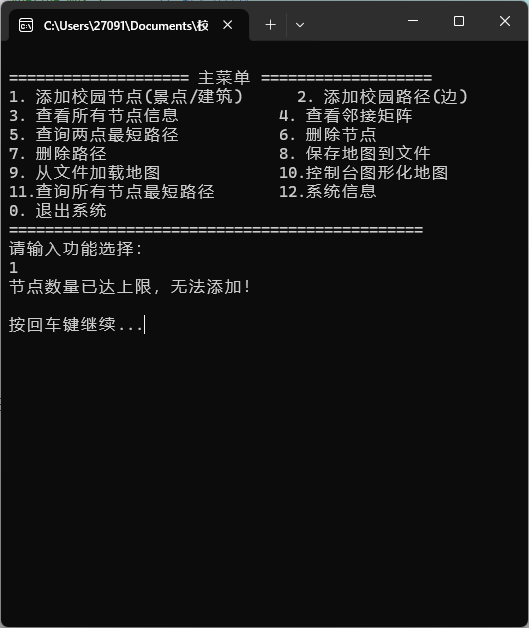 C:\Users\27091\Documents\校
==================== 主菜单 ===================
1. 添加校园节点(景点/建筑)      2. 添加校园路径(边)
3. 查看所有节点信息           4. 查看邻接矩阵
5. 查询两点最短路径           6. 删除节点
7. 删除路径                   8. 保存地图到文件
9. 从文件加载地图             10.控制台图形化地图
11.查询所有节点最短路径       12.系统信息
0. 退出系统
==============================================
请输入功能选择：
1
节点数量已达上限，无法添加！
按回车键继续...